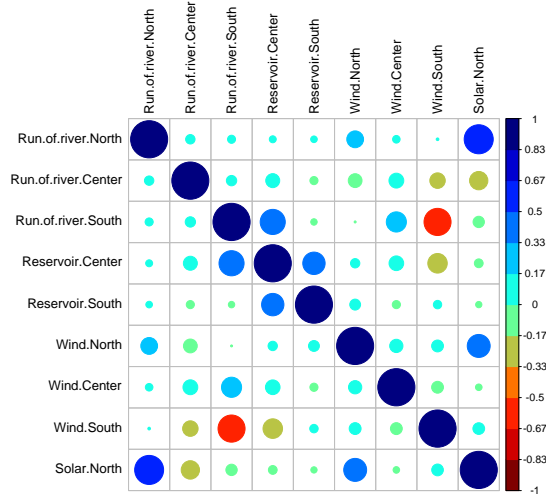 Run.of.river.North
Run.of.river.Center
Run.of.river.South
Reservoir.Center
Reservoir.South
Wind.North
Wind.Center
Wind.South
Solar.North
Run.of.river.North
Run.of.river.Center
Run.of.river.South
Reservoir.Center
Reservoir.South
Wind.North
Wind.Center
Wind.South
Solar.North
1
0.83
0.67
0.5
0.33
0.17
0
-0.17
-0.33
-0.5
-0.67
-0.83
-1